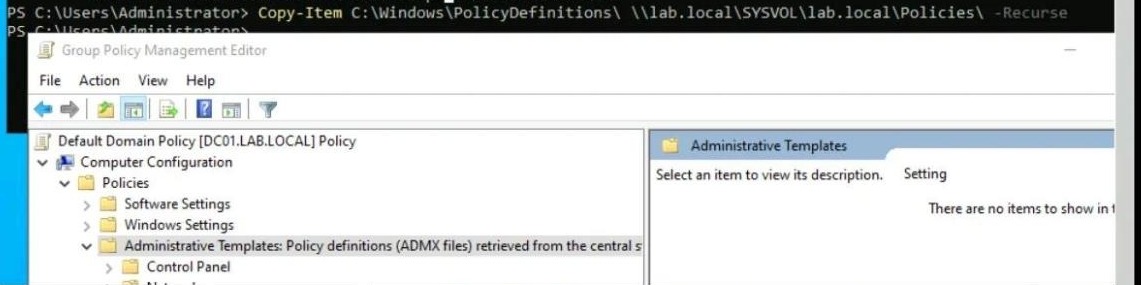 PS C:\Users\Administrator> Copy-Item C:\Windows\PolicyDefinitions\ \\lab.local\SYSVOL\lab.local\Policies\ -Recurse
PS C:\Users\Administrator>
Group Policy Management Editor
File Action View Help
Default Domain Policy [DC01.LAB.LOCAL] Policy
Computer Configuration
Policies
Software Settings
Windows Settings
Administrative Templates: Policy definitions (ADMX files) retrieved from the central s
Control Panel
Administrative Templates
Select an item to view its description.
Setting
There are no items to show in